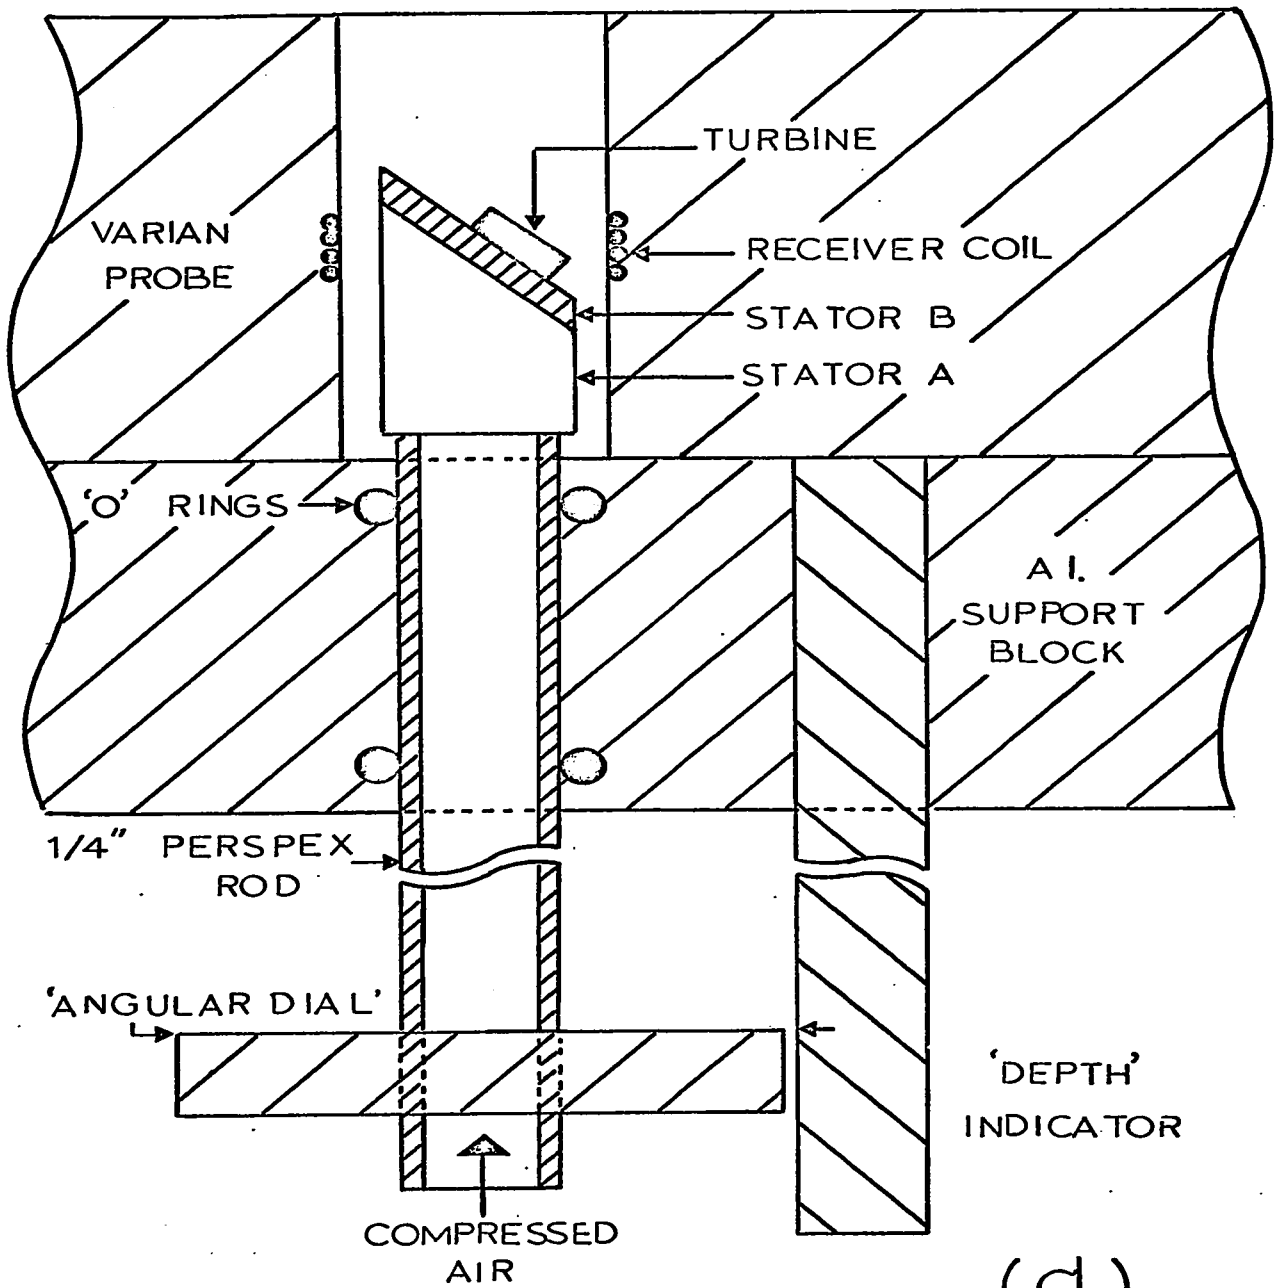 TURBINE
VARIAN
PROBE
RECEIVER COIL
STATOR B
STATOR A
'O' RINGS
Al.
SUPPORT
BLOCK
1/4" PERSPEX
ROD
'ANGULAR DIAL'
'DEPTH'
INDICATOR
COMPRESSED
AIR
(d)